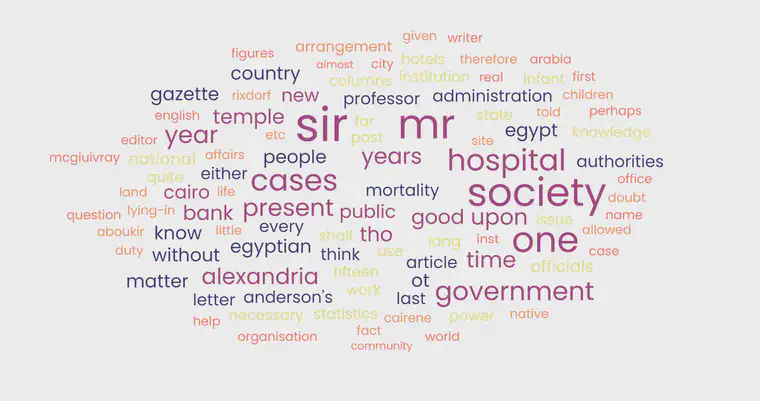 given writer
figures arrangement
almost city hotels therefore arabia
country columns institution real infant first
gazette rixdorf new professor administration children
english temple sir far mr state told perhaps
editor year etc past site egypt knowledge
mcgiuivray national affairs people years hospital authorities
quite either cases mortality society office
land cairo life doubt
question lying-in bank present public good upon issue name
aboukir know little every shall tho lang inst one allowed
duty without egyptian think use article time case
matter alexandria fifteen ot officials
letter anderson's work last government
help necessary statistics cairene power native
organisation fact world
community